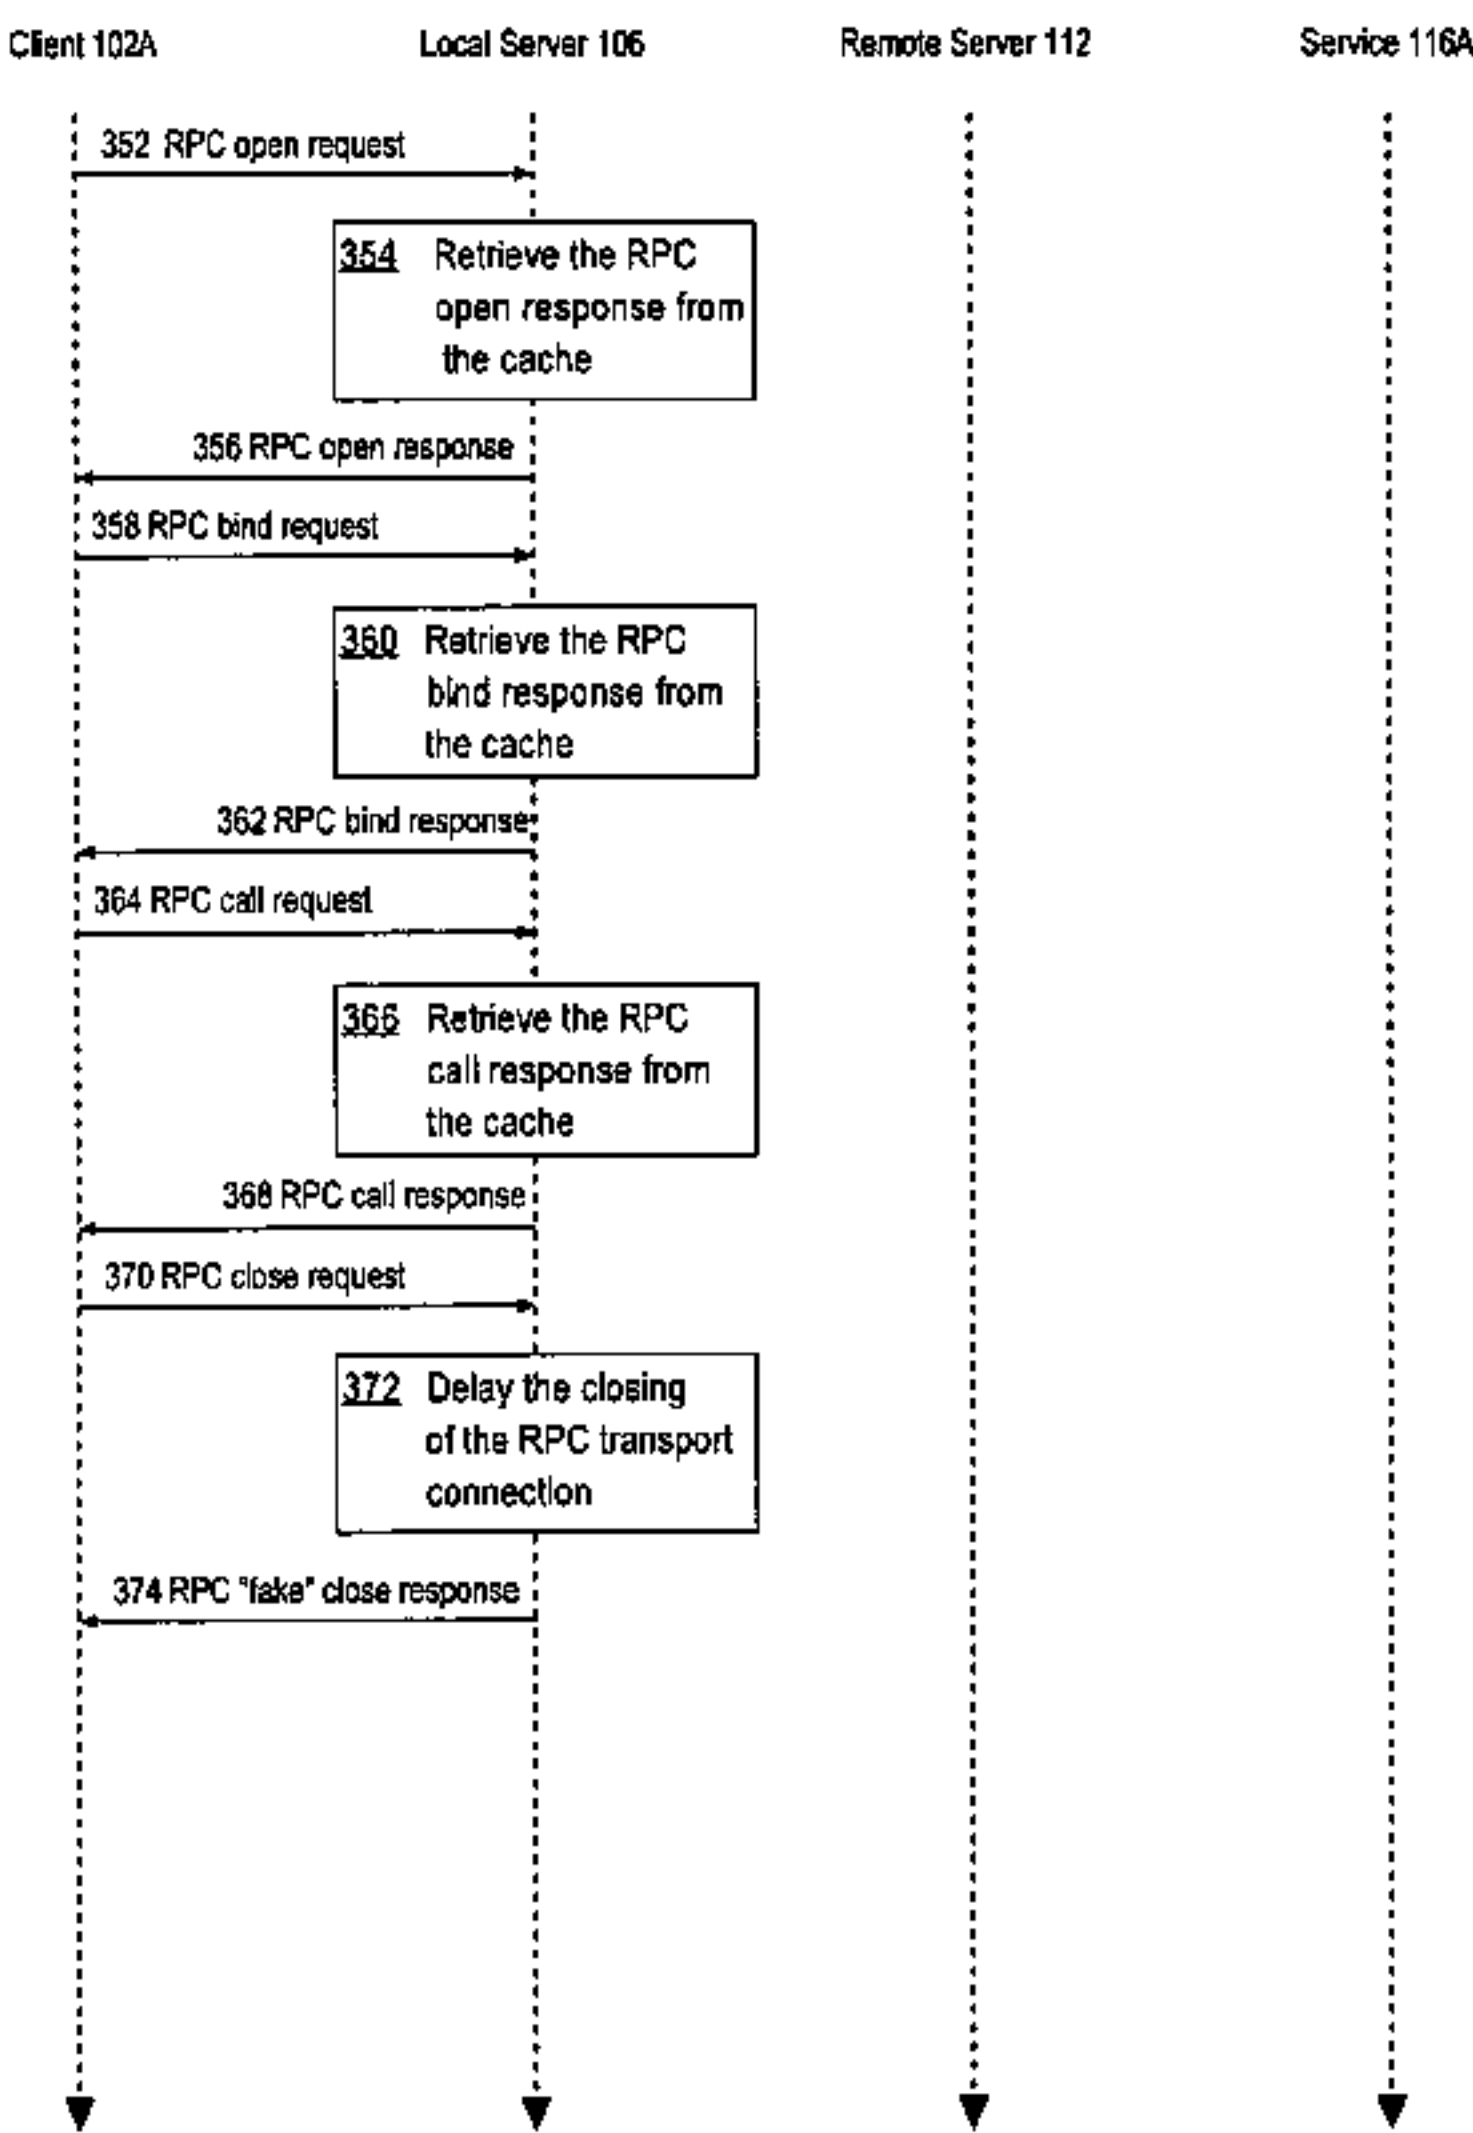 Client 102A Local Server 106 Remote Server 112 Service 116A
352 RPC open request
354 Retrieve the RPC
open response from
the cache
356 RPC open response
358 RPC bind request
360 Retrieve the RPC
bind response from
the cache
362 RPC bind response
364 RPC call request
366 Retrieve the RPC
call response from
the cache
368 RPC call response
370 RPC close request
372 Delay the closing
of the RPC transport
connection
374 RPC "fake" close response